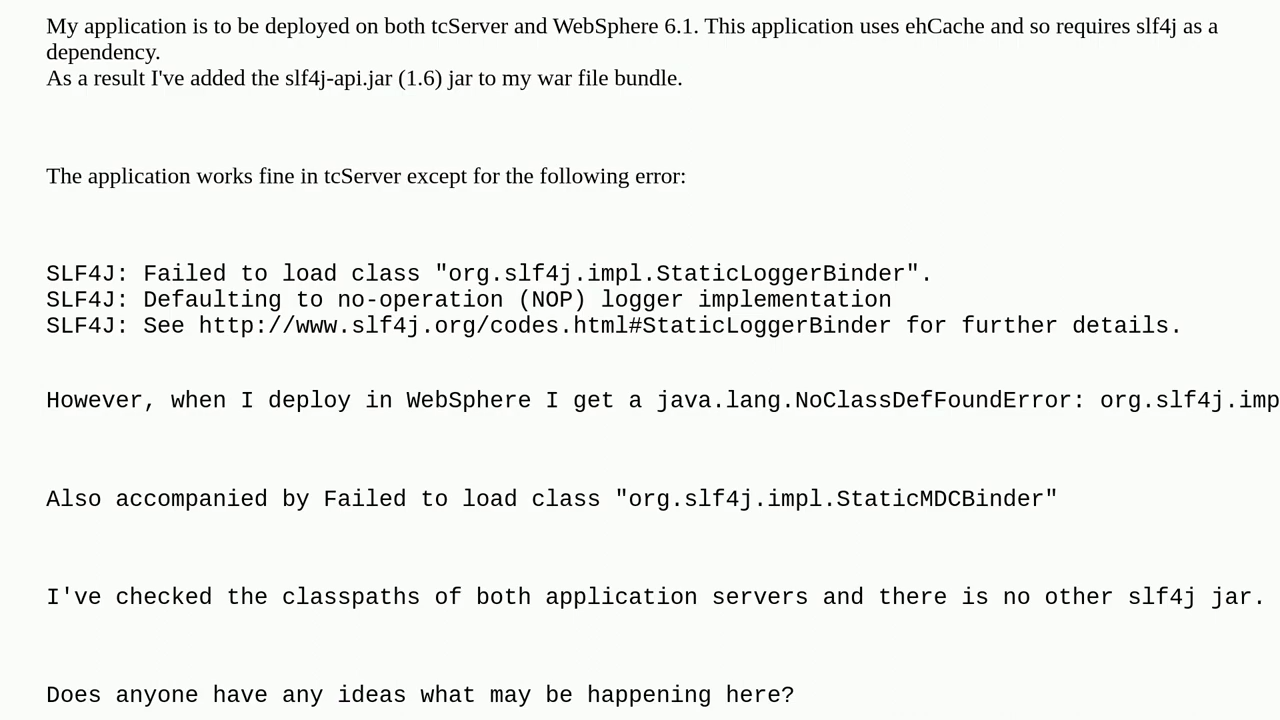 My application is to be deployed on both tcServer and WebSphere 6.1. This application uses ehCache and so requires slf4j as a
dependency.
As a result I've added the slf4j-api.jar (1.6) jar to my war file bundle.
The application works fine in tcServer except for the following error:
SLF4J: Failed to load class "org.slf4j.impl.StaticLoggerBinder".
SLF4J: Defaulting to no-operation (NOP) logger implementation
SLF4J: See http://www.slf4j.org/codes.html#StaticLoggerBinder for further details.
However, when I deploy in WebSphere I get a java.lang.NoClassDefFoundError: org.slf4j.imp
Also accompanied by Failed to load class "org.slf4j.impl.StaticMDCBinder"
I've checked the classpaths of both application servers and there is no other slf4j jar.
Does anyone have any ideas what may be happening here?